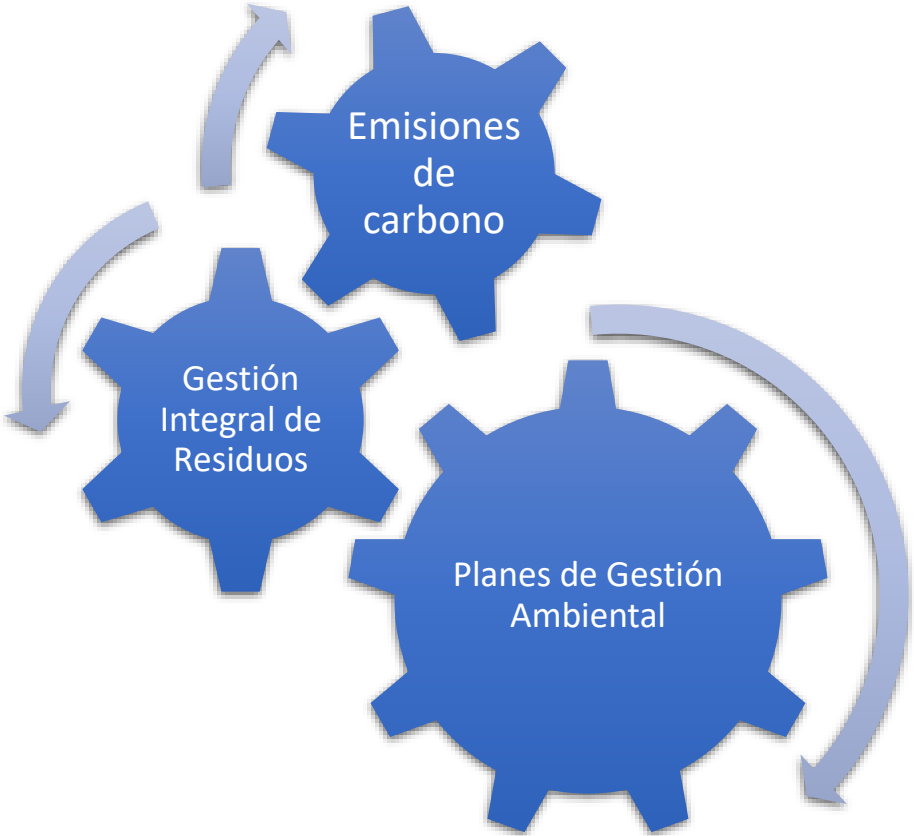 Emisiones
de
carbono
Gestión
Integral de
Residuos
Planes de Gestión
Ambiental